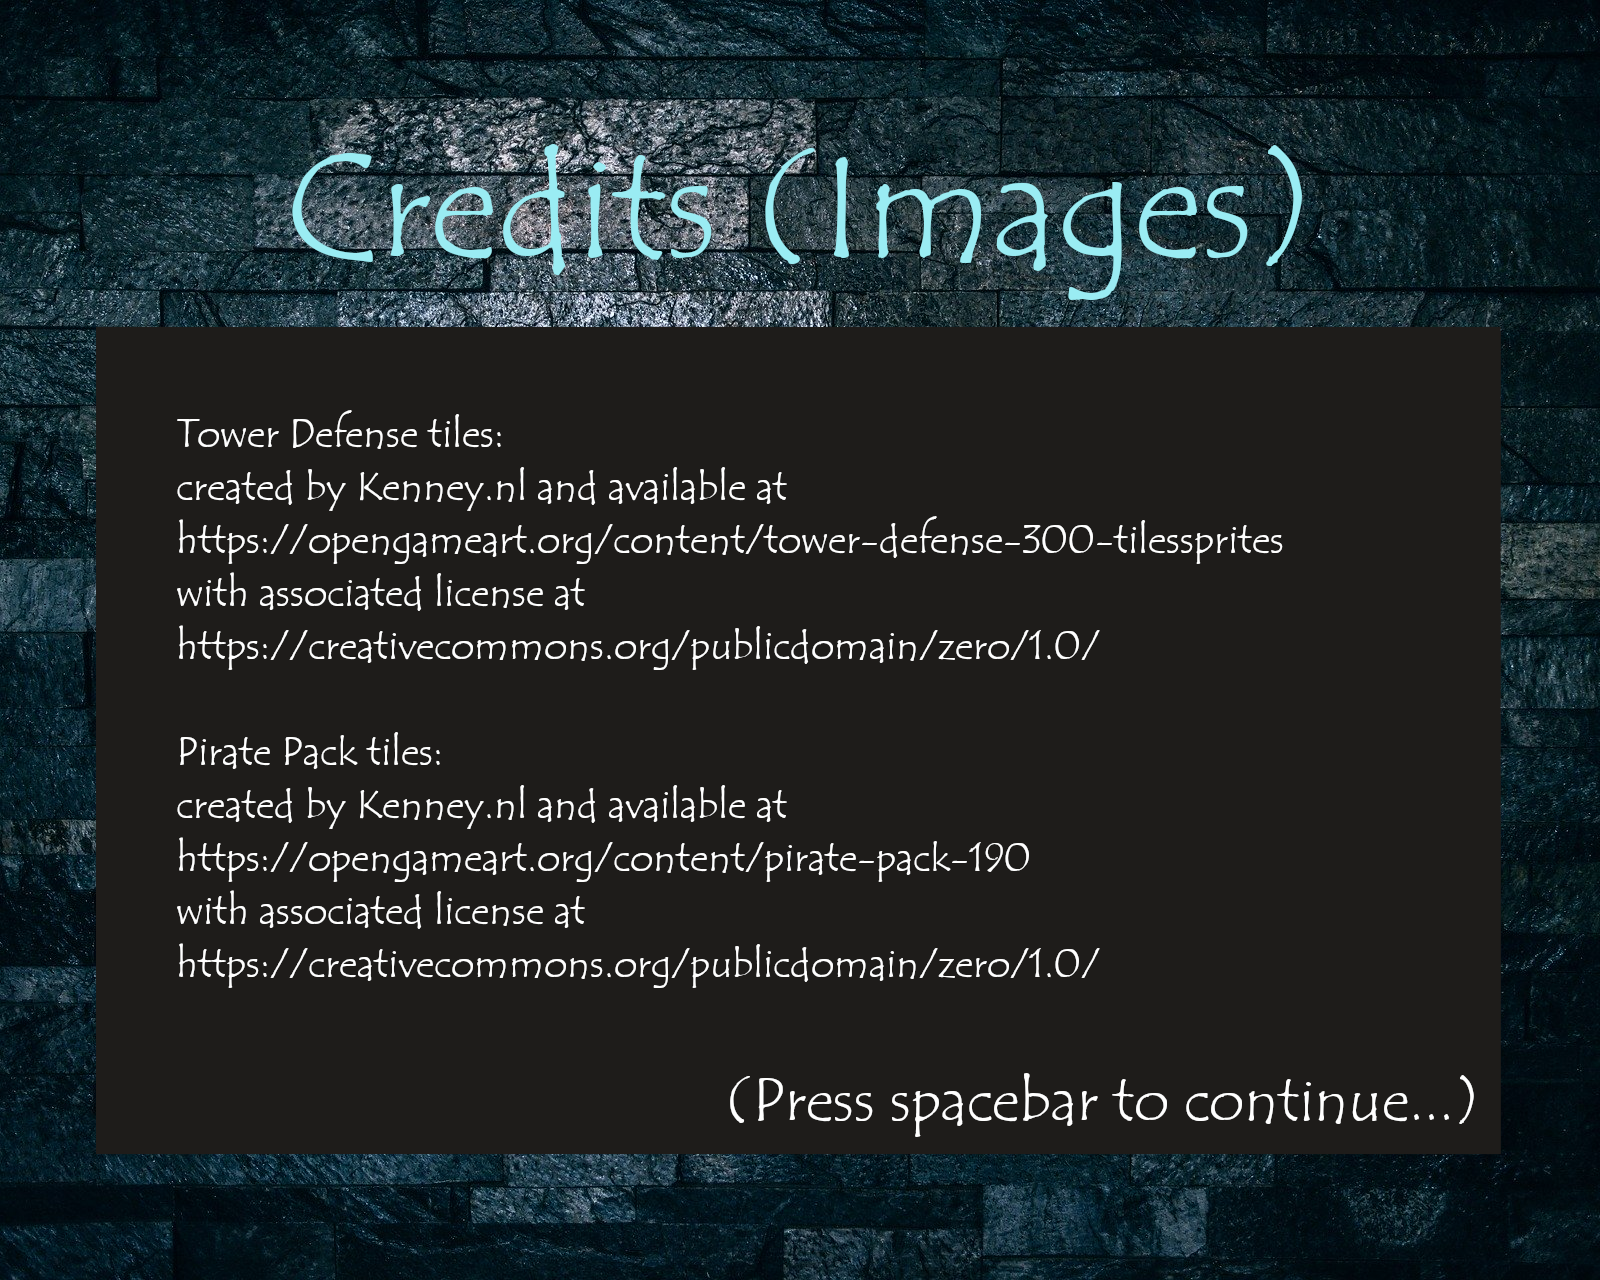 Credits (Images)
Tower Defense tiles:
created by Kenney.nl and available at
https://opengameart.org/content/tower-defense-300-tilessprites
with associated license at
https://creativecommons.org/publicdomain/zero/1.0/
Pirate Pack tiles:
created by Kenney.nl and available at
https://opengameart.org/content/pirate-pack-190
with associated license at
https://creativecommons.org/publicdomain/zero/1.0/
(Press spacebar to continue...)